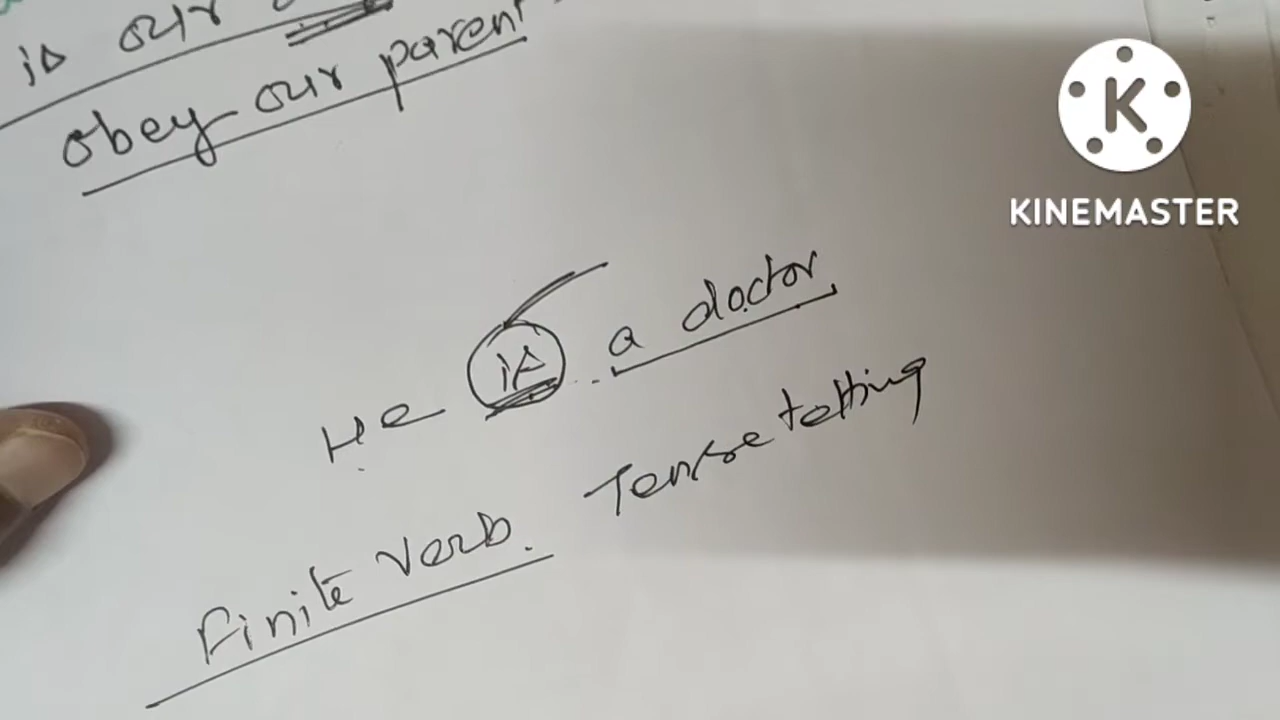 is our
obey our parent
KINEMASTER
He is a doctor
Tense telling
Finite verb.